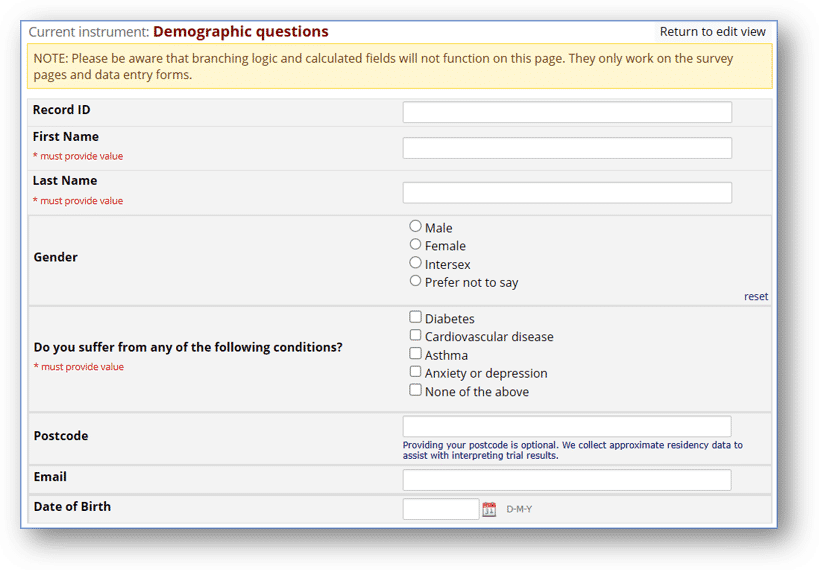 Current instrument: Demographic questions
Return to edit view
NOTE: Please be aware that branching logic and calculated fields will not function on this page. They only work on the survey
pages and data entry forms.
Record ID
First Name
* must provide value
Last Name
* must provide value
Gender
Male
Female
Intersex
Prefer not to say
reset
Do you suffer from any of the following conditions?
* must provide value
Diabetes
Cardiovascular disease
Asthma
Anxiety or depression
None of the above
Postcode
Providing your postcode is optional. We collect approximate residency data to
assist with interpreting trial results.
Email
Date of Birth
31
D-M-Y